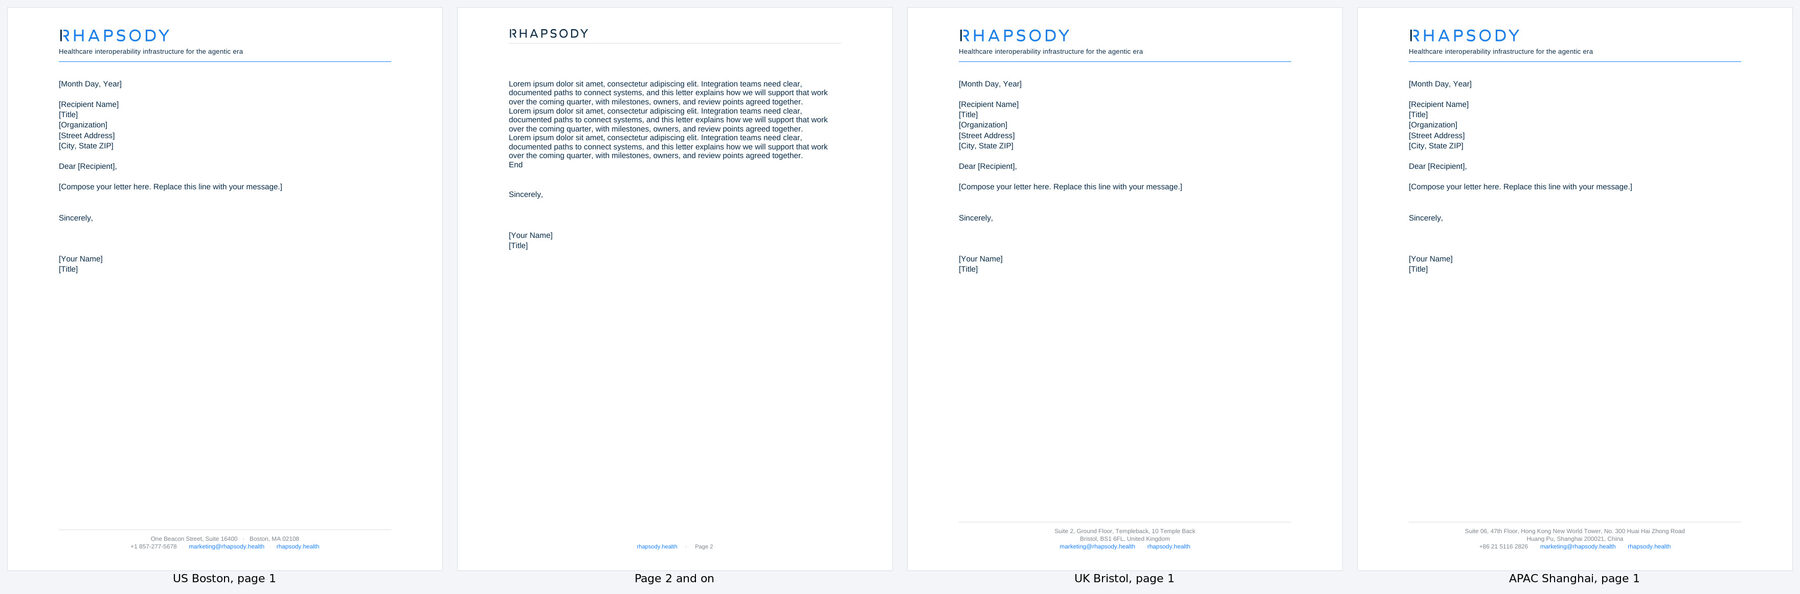 RHAPSODY
Healthcare interoperability infrastructure for the agentic era
[Month Day, Year]
[Recipient Name]
[Title]
[Organization]
[Street Address]
[City, State ZIP]
Dear [Recipient],
[Compose your letter here. Replace this line with your message.]
Sincerely,
[Your Name]
[Title]
One Beacon Street, Suite 16400 · Boston, MA 02108
+1 857-277-5678 marketing@rhapsody.health rhapsody.health
US Boston, page 1
RHAPSODY
Lorem ipsum dolor sit amet, consectetur adipiscing elit. Integration teams need clear,
documented paths to connect systems, and this letter explains how we will support that work
over the coming quarter, with milestones, owners, and review points agreed together.
Lorem ipsum dolor sit amet, consectetur adipiscing elit. Integration teams need clear,
documented paths to connect systems, and this letter explains how we will support that work
over the coming quarter, with milestones, owners, and review points agreed together.
Lorem ipsum dolor sit amet, consectetur adipiscing elit. Integration teams need clear,
documented paths to connect systems, and this letter explains how we will support that work
over the coming quarter, with milestones, owners, and review points agreed together.
End
Sincerely,
[Your Name]
[Title]
rhapsody.health · Page 2
Page 2 and on
RHAPSODY
Healthcare interoperability infrastructure for the agentic era
[Month Day, Year]
[Recipient Name]
[Title]
[Organization]
[Street Address]
[City, State ZIP]
Dear [Recipient],
[Compose your letter here. Replace this line with your message.]
Sincerely,
[Your Name]
[Title]
Suite 2, Ground Floor, Templeback, 10 Temple Back
Bristol, BS1 6FL, United Kingdom
marketing@rhapsody.health rhapsody.health
UK Bristol, page 1
RHAPSODY
Healthcare interoperability infrastructure for the agentic era
[Month Day, Year]
[Recipient Name]
[Title]
[Organization]
[Street Address]
[City, State ZIP]
Dear [Recipient],
[Compose your letter here. Replace this line with your message.]
Sincerely,
[Your Name]
[Title]
Suite 06, 47th Floor, Hong Kong New World Tower, No. 300 Huai Hai Zhong Road
Huang Pu, Shanghai 200021, China
+86 21 5116 2826 marketing@rhapsody.health rhapsody.health
APAC Shanghai, page 1